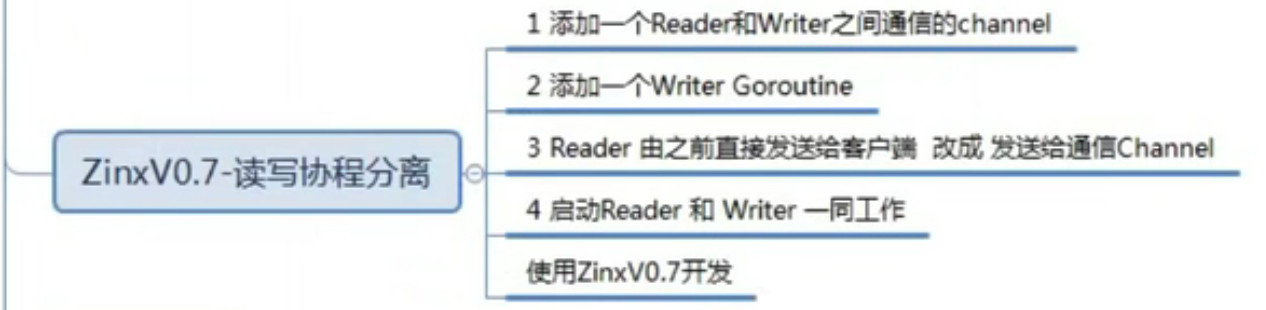 ZinxV0.7-读写协程分离
1 添加一个Reader和Writer之间通信的channel
2 添加一个Writer Goroutine
3 Reader 由之前直接发送给客户端 改成 发送给通信Channel
4 启动Reader 和 Writer 一同工作
使用ZinxV0.7开发